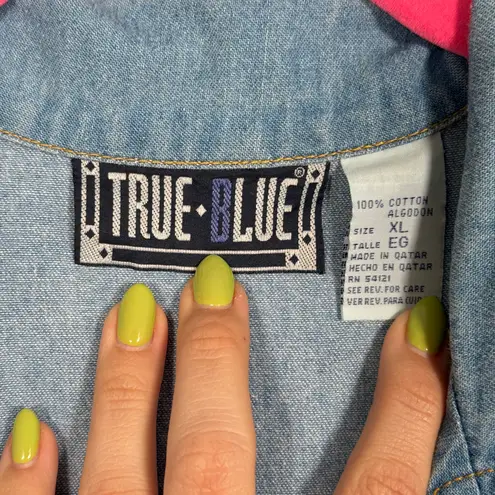 TRUE BLUE®
100% COTTON
ALGODON
SIZE XL
TALLE EG
MADE IN QATAR
HECHO EN QATAR
RN 54121
SEE REV. FOR CARE
VER REV. PARA